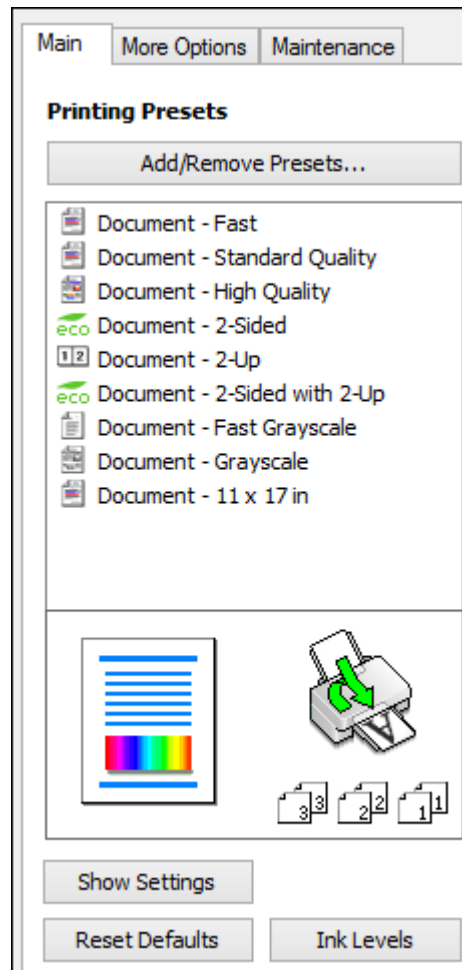 Main More Options Maintenance
Printing Presets
Add/Remove Presets...
Document - Fast
Document - Standard Quality
Document - High Quality
eco Document - 2-Sided
1 2 Document - 2-Up
eco Document - 2-Sided with 2-Up
Document - Fast Grayscale
Document - Grayscale
Document - 11 x 17 in
A
3 3 2 2 1 1
Show Settings
Reset Defaults Ink Levels